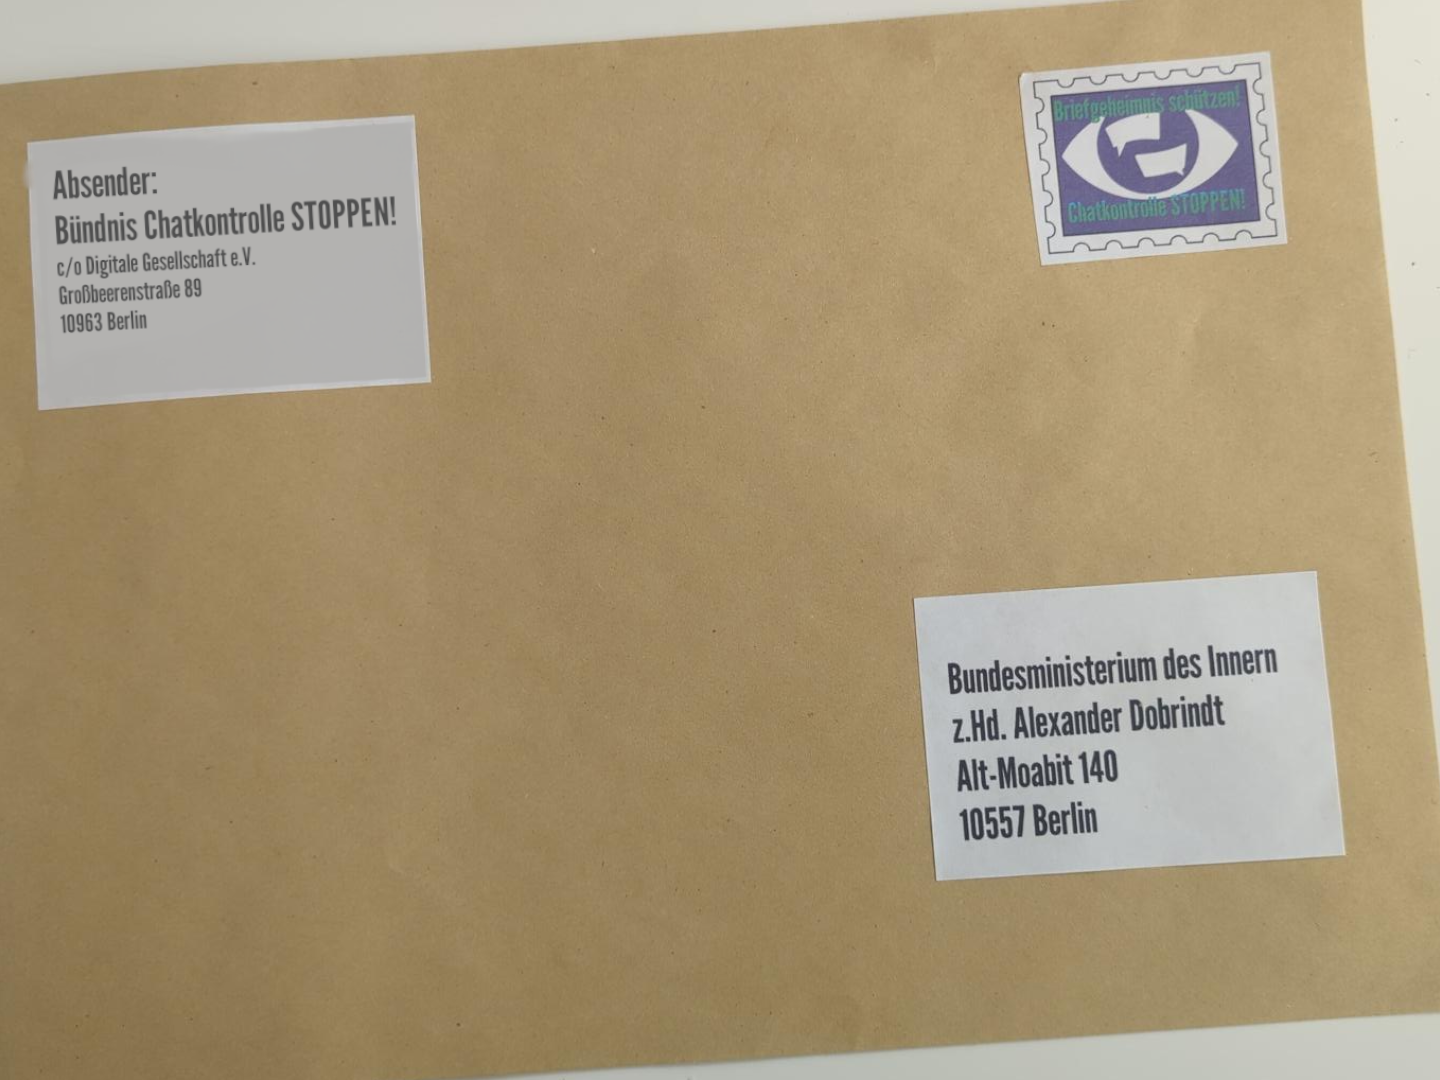 Absender:
Bündnis Chatkontrolle STOPPEN!
c/o Digitale Gesellschaft e.V.
Großbeerenstraße 89
10963 Berlin
Briefgeheimnis schützen!
Chatkontrolle STOPPEN!
Bundesministerium des Innern
z.Hd. Alexander Dobrindt
Alt-Moabit 140
10557 Berlin